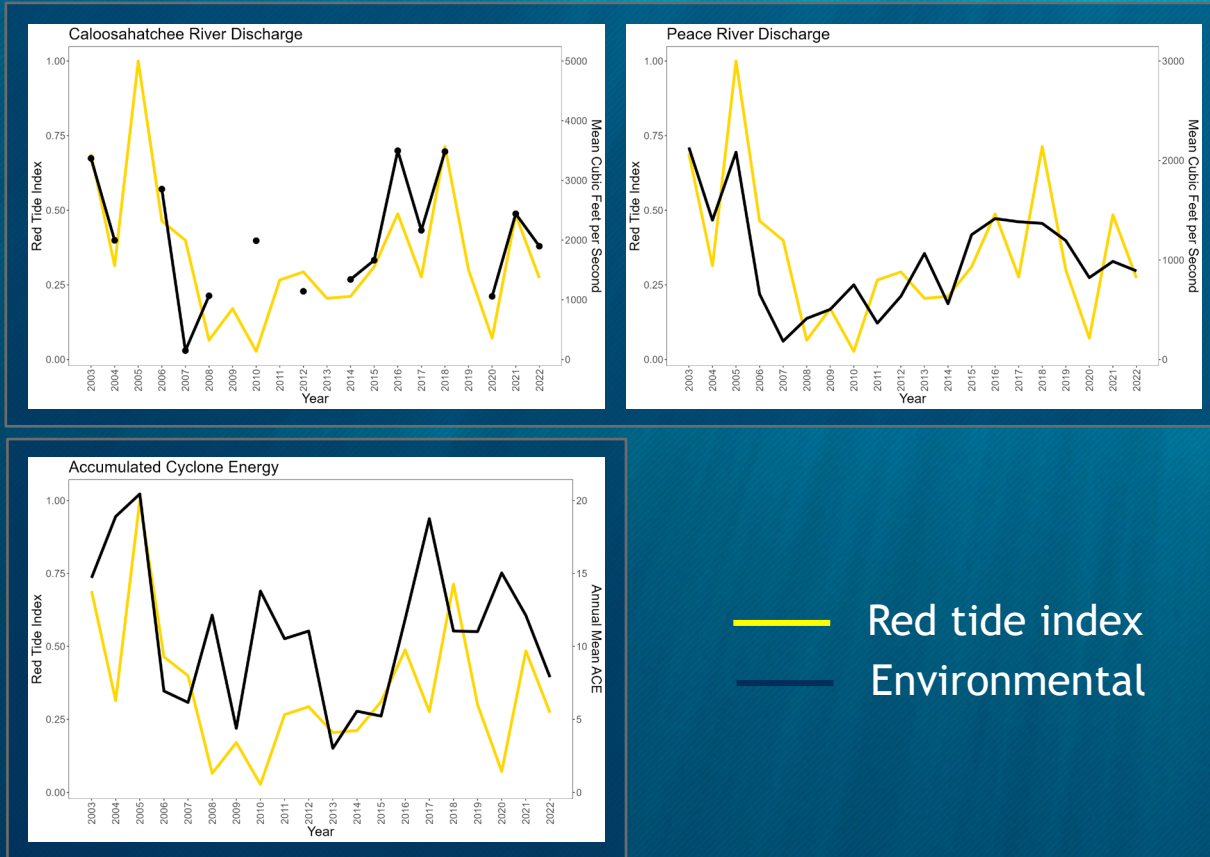 Caloosahatchee River Discharge
1.00
0.75
0.50
0.25
0.00
Red Tide Index
5000
4000
3000
2000
1000
0
Mean Cubic Feet per Second
2003 2004 2005 2006 2007 2008 2009 2010 2011 2012 2013 2014 2015 2016 2017 2018 2019 2020 2021 2022
Year
Peace River Discharge
1.00
0.75
0.50
0.25
0.00
Red Tide Index
3000
2000
1000
0
Mean Cubic Feet per Second
2003 2004 2005 2006 2007 2008 2009 2010 2011 2012 2013 2014 2015 2016 2017 2018 2019 2020 2021 2022
Year
Accumulated Cyclone Energy
1.00
0.75
0.50
0.25
0.00
Red Tide Index
20
15
10
5
0
Annual Mean ACE
2003 2004 2005 2006 2007 2008 2009 2010 2011 2012 2013 2014 2015 2016 2017 2018 2019 2020 2021 2022
Year
Red tide index
Environmental